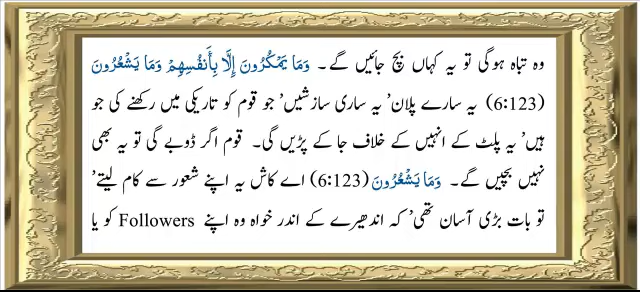 وہ تباہ ہوگی تو یہ کہاں بچ جائیں گے۔ وَمَا يَمْكُرُونَ إِلَّا بِأَنفُسِهِمْ وَمَا يَشْعُرُونَ
(6:123) یہ سارے پلان' یہ ساری سازشیں' جو قوم کو تاریکی میں رکھنے کی جو
ہیں' یہ پلٹ کے انہیں کے خلاف جا کے پڑیں گی۔ قوم اگر ڈوبے گی تو یہ بھی
نہیں بچیں گے۔ وَمَا يَشْعُرُونَ (6:123) اے کاش یہ اپنے شعور سے کام لیتے'
تو بات بڑی آسان تھی' کہ اندھیرے کے اندر خواہ وہ اپنے Followers کو یا